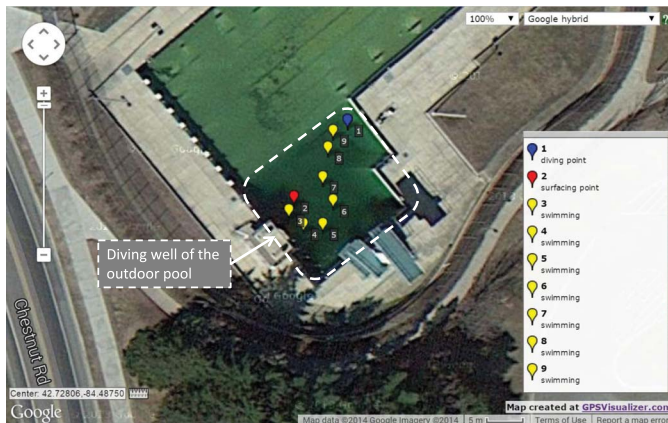 100% Google hybrid
1
diving point
2
surfacing point
3
swimming
4
swimming
5
swimming
6
swimming
7
swimming
8
swimming
9
swimming
1
9
8
7
2
6
3
4
5
Diving well of the
outdoor pool
Chestnut Rd
Center: 42.72806,-84.48750
Map created at GPSVisualizer.com
Google
Map data ©2014 Google Imagery ©2014 5 m Terms of Use Report a map error